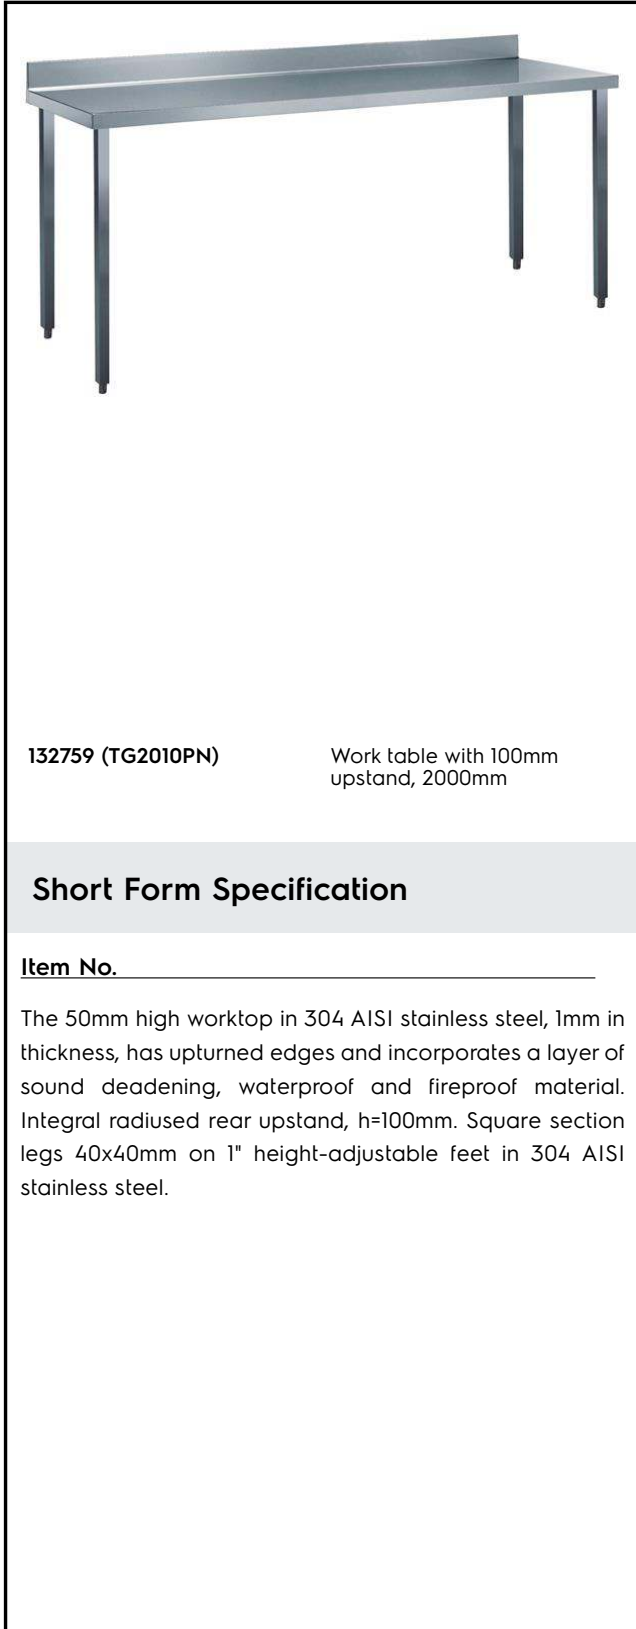 132759 (TG2010PN)
Work table with 100mm
upstand, 2000mm
Short Form Specification
Item No.
The 50mm high worktop in 304 AISI stainless steel, 1mm in
thickness, has upturned edges and incorporates a layer of
sound deadening, waterproof and fireproof material.
Integral radiused rear upstand, h=100mm. Square section
legs 40x40mm on 1" height-adjustable feet in 304 AISI
stainless steel.